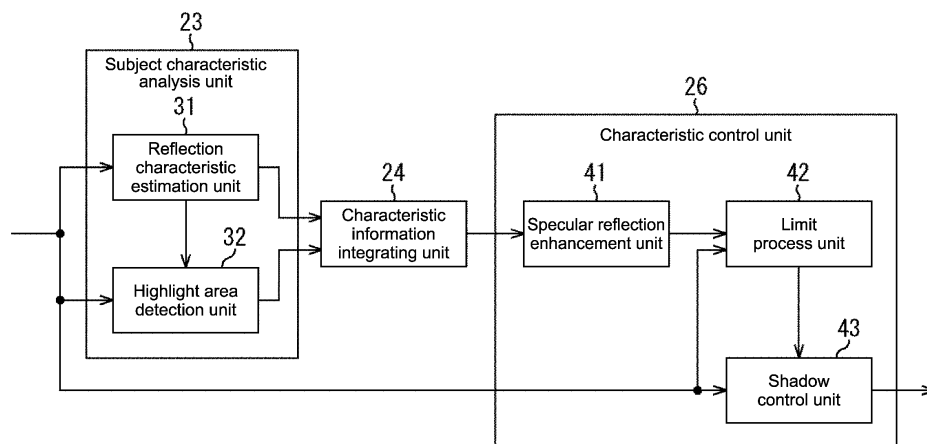 23
Subject characteristic
analysis unit
31
Reflection
characteristic
estimation unit
32
Highlight area
detection unit
24
Characteristic
information
integrating unit
26
Characteristic control unit
41
Specular reflection
enhancement unit
42
Limit
process unit
43
Shadow
control unit